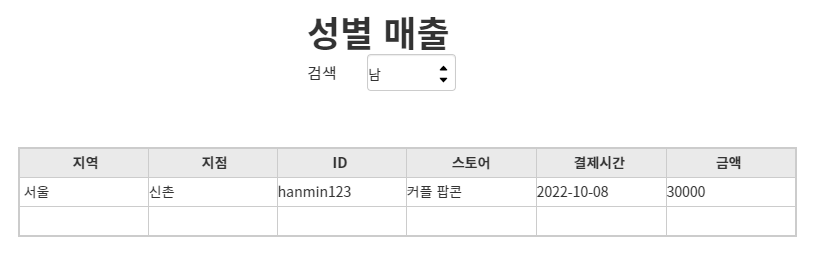 성별 매출
검색 남
지역 지점 ID 스토어 결제시간 금액
서울 신촌 hanmin123 커플 팝콘 2022-10-08 30000